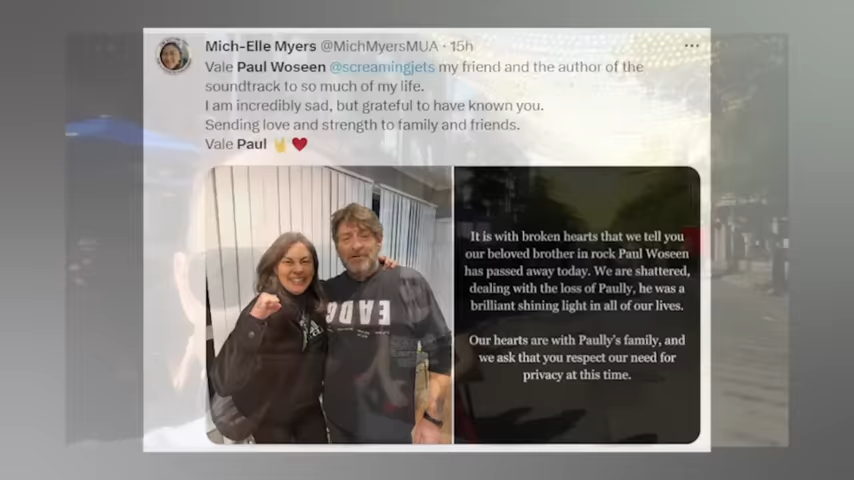 Mich-Elle Myers @MichMyersMUA · 15h
Vale Paul Woseen @screamingjets my friend and the author of the
soundtrack to so much of my life.
I am incredibly sad, but grateful to have known you.
Sending love and strength to family and friends.
Vale Paul 🤘❤️
It is with broken hearts that we tell you
our beloved brother in rock Paul Woseen
has passed away today. We are shattered,
dealing with the loss of Paully, he was a
brilliant shining light in all of our lives.
Our hearts are with Paully's family, and
we ask that you respect our need for
privacy at this time.